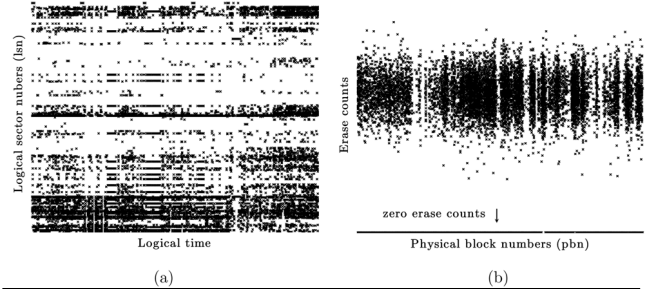 Logical sector nubers (lsn)
Logical time
(a)
Erase counts
zero erase counts
Physical block numbers (pbn)
(b)